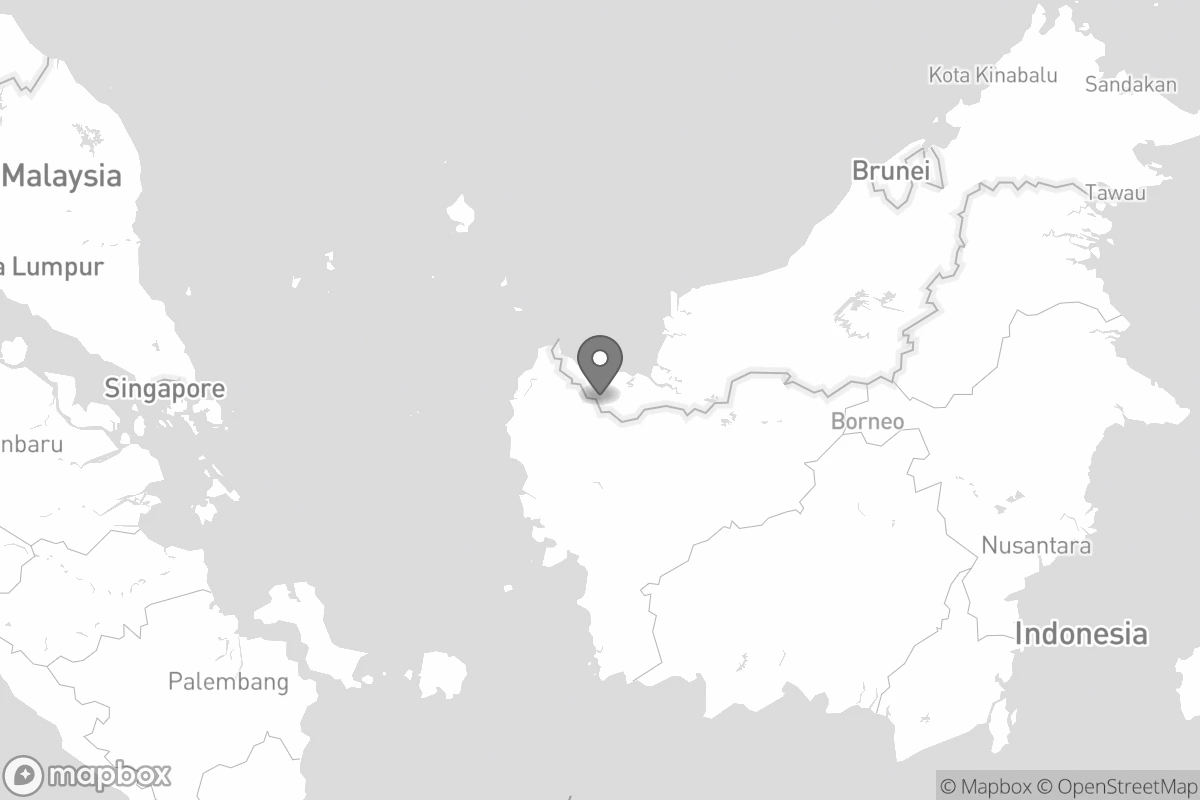 Kota Kinabalu
Sandakan
Brunei
Malaysia
Tawau
a Lumpur
Singapore
Borneo
nbaru
Nusantara
Indonesia
Palembang
mapbox
© Mapbox © OpenStreetMap